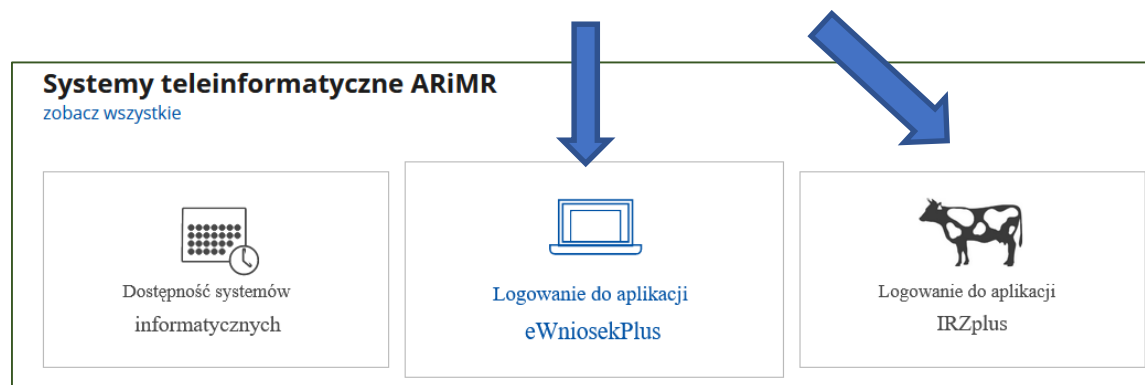 Systemy teleinformatyczne ARiMR
zobacz wszystkie
Dostępność systemów
informatycznych
Logowanie do aplikacji
eWniosekPlus
Logowanie do aplikacji
IRZplus